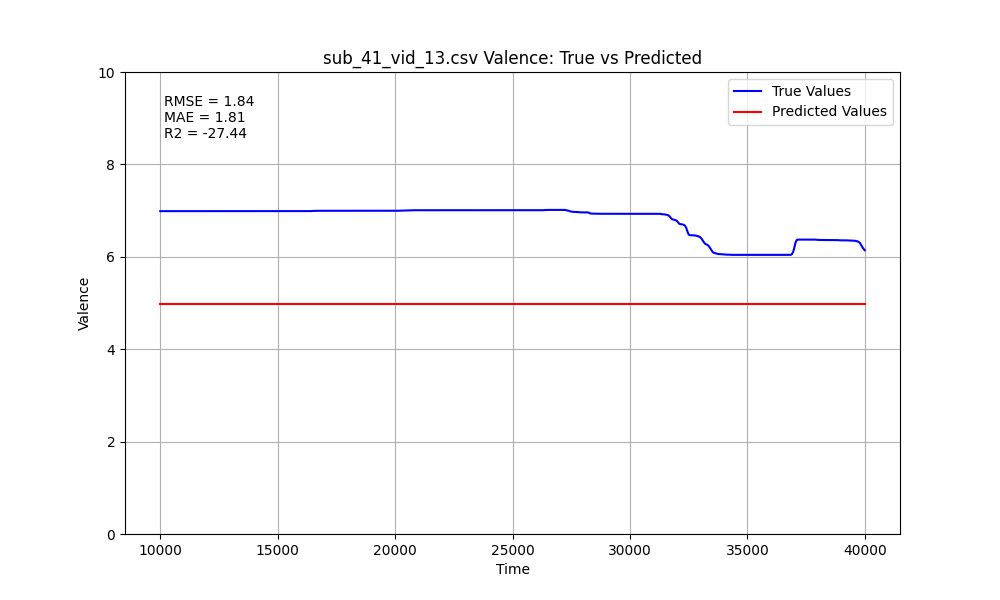 sub_41_vid_13.csv Valence: True vs Predicted
RMSE = 1.84
MAE = 1.81
R2 = -27.44
True Values
Predicted Values
10
8
6
4
2
0
Valence
10000 15000 20000 25000 30000 35000 40000
Time